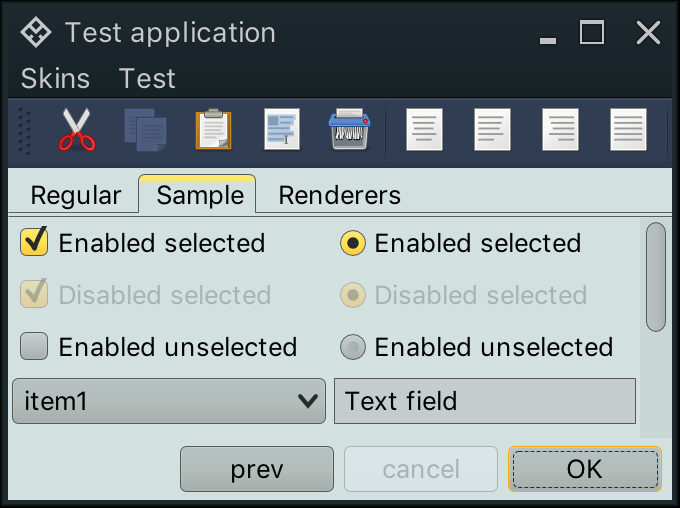 Test application
Skins Test
Regular Sample Renderers
Enabled selected Enabled selected
Disabled selected Disabled selected
Enabled unselected Enabled unselected
item1 Text field
prev cancel OK